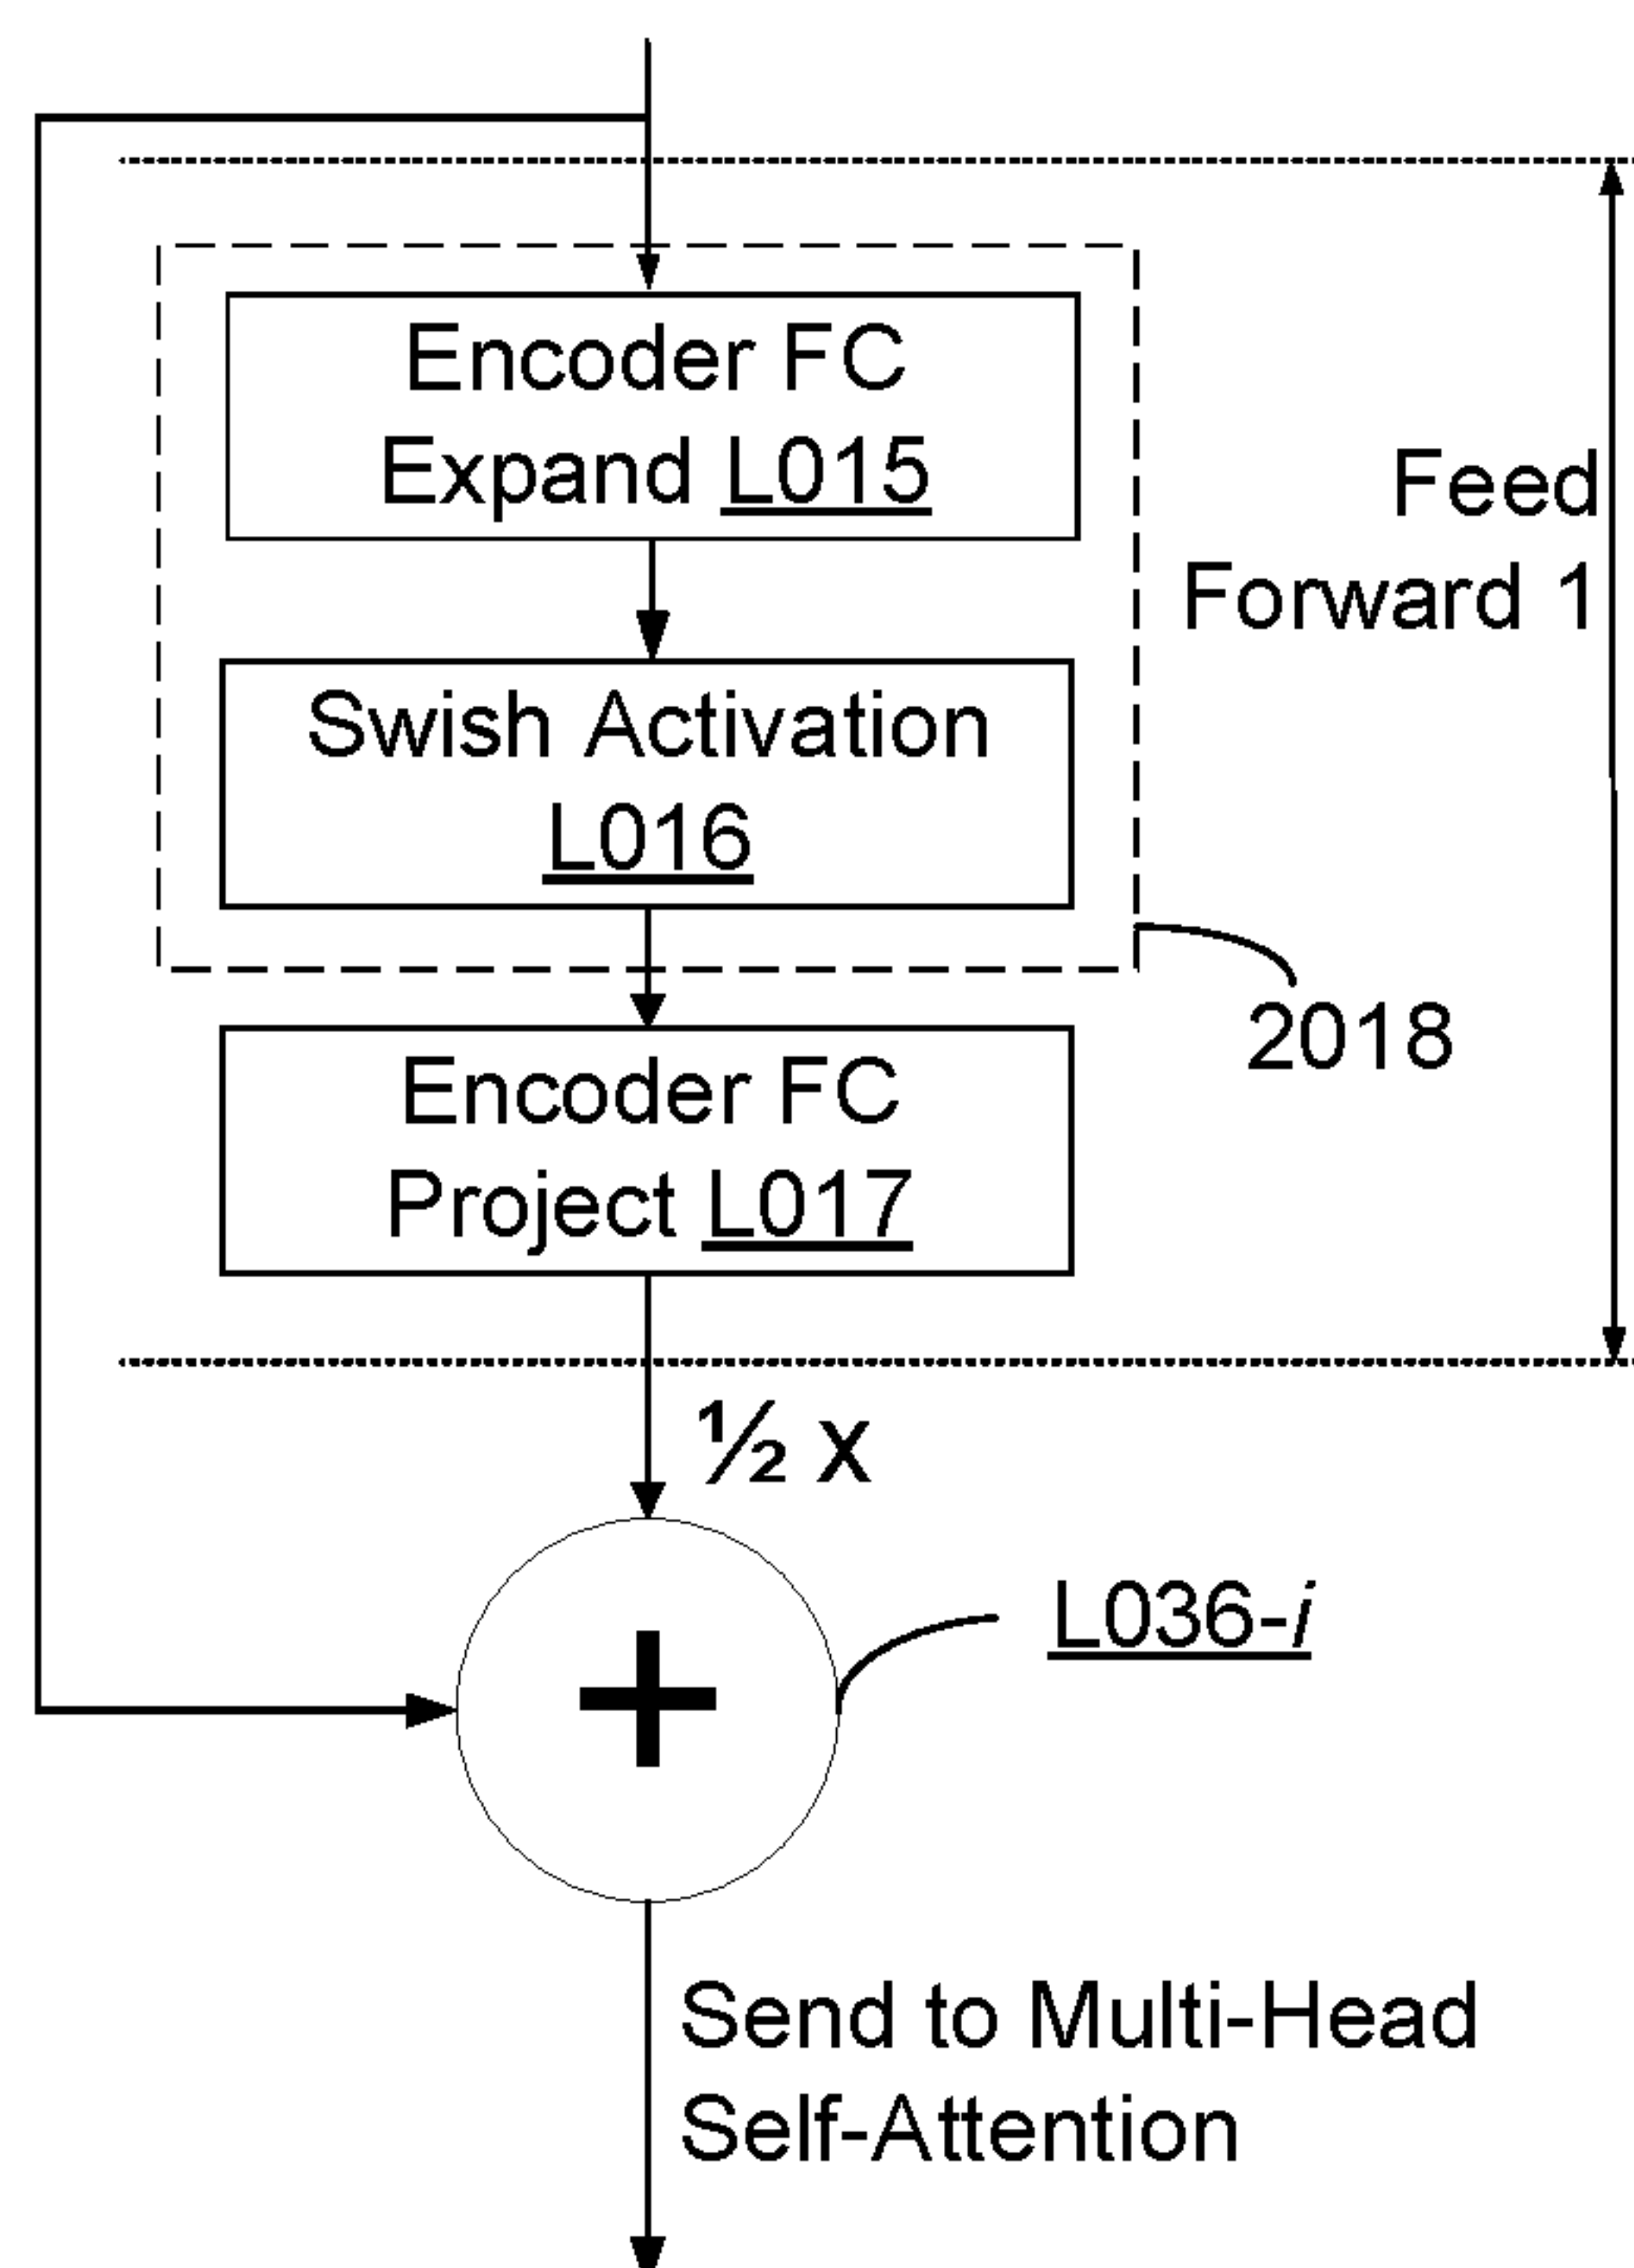 Encoder FC
Expand L015
Feed
Forward 1
Swish Activation
L016
2018
Encoder FC
Project L017
½ x
+
L036-i
Send to Multi-Head
Self-Attention